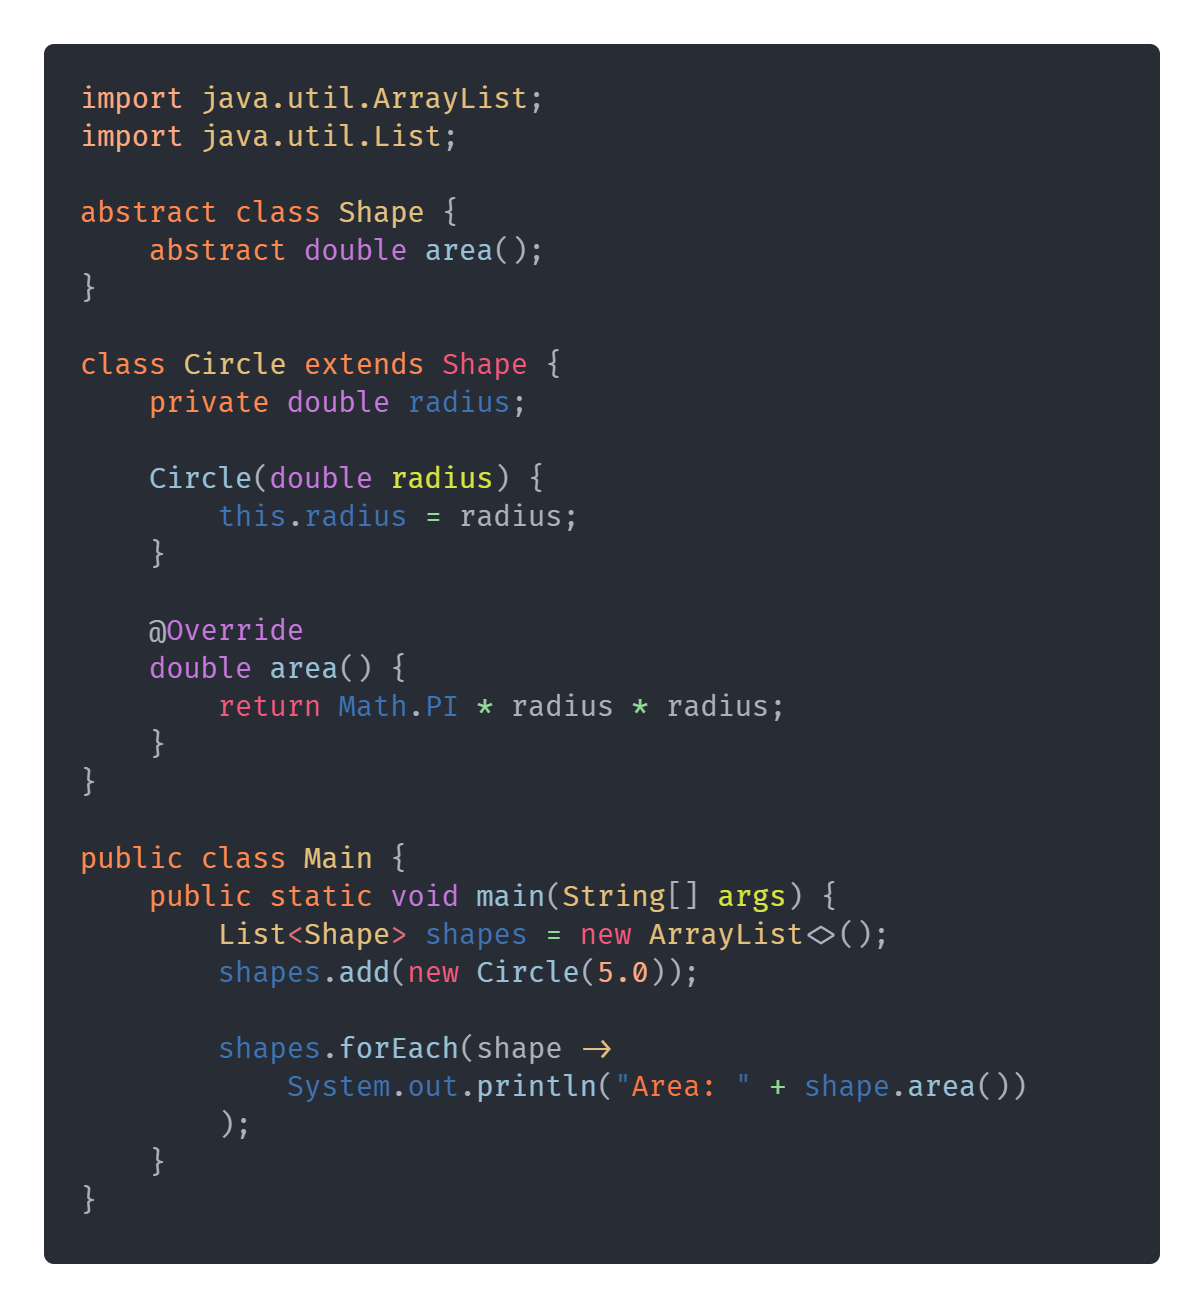 import java.util.ArrayList;
import java.util.List;

abstract class Shape {
    abstract double area();
}

class Circle extends Shape {
    private double radius;

    Circle(double radius) {
        this.radius = radius;
    }

    @Override
    double area() {
        return Math.PI * radius * radius;
    }
}

public class Main {
    public static void main(String[] args) {
        List<Shape> shapes = new ArrayList<>();
        shapes.add(new Circle(5.0));

        shapes.forEach(shape ->
            System.out.println("Area: " + shape.area())
        );
    }
}